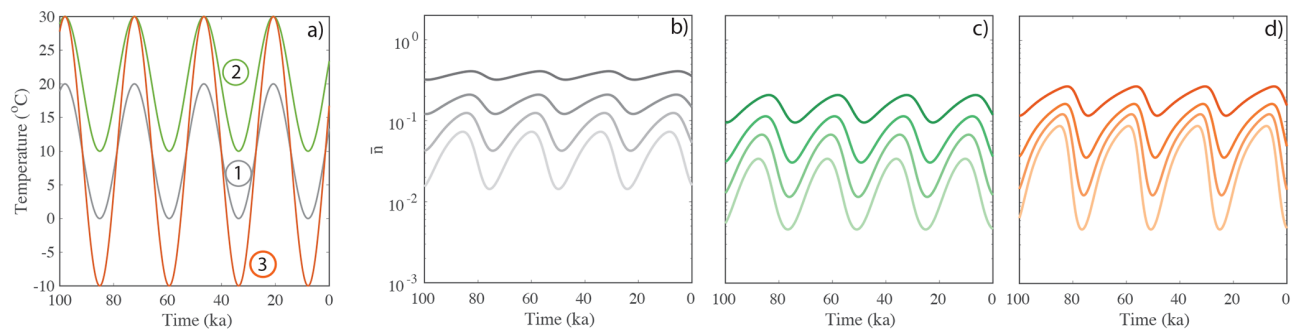 a)
30
25
20
15
10
5
0
-5
-10
Temperature (°C)
2
1
3
100 80 60 40 20 0
Time (ka)
b)
10⁰
10⁻¹
10⁻²
10⁻³
n̄
100 80 60 40 20 0
Time (ka)
c)
100 80 60 40 20 0
Time (ka)
d)
100 80 60 40 20 0
Time (ka)